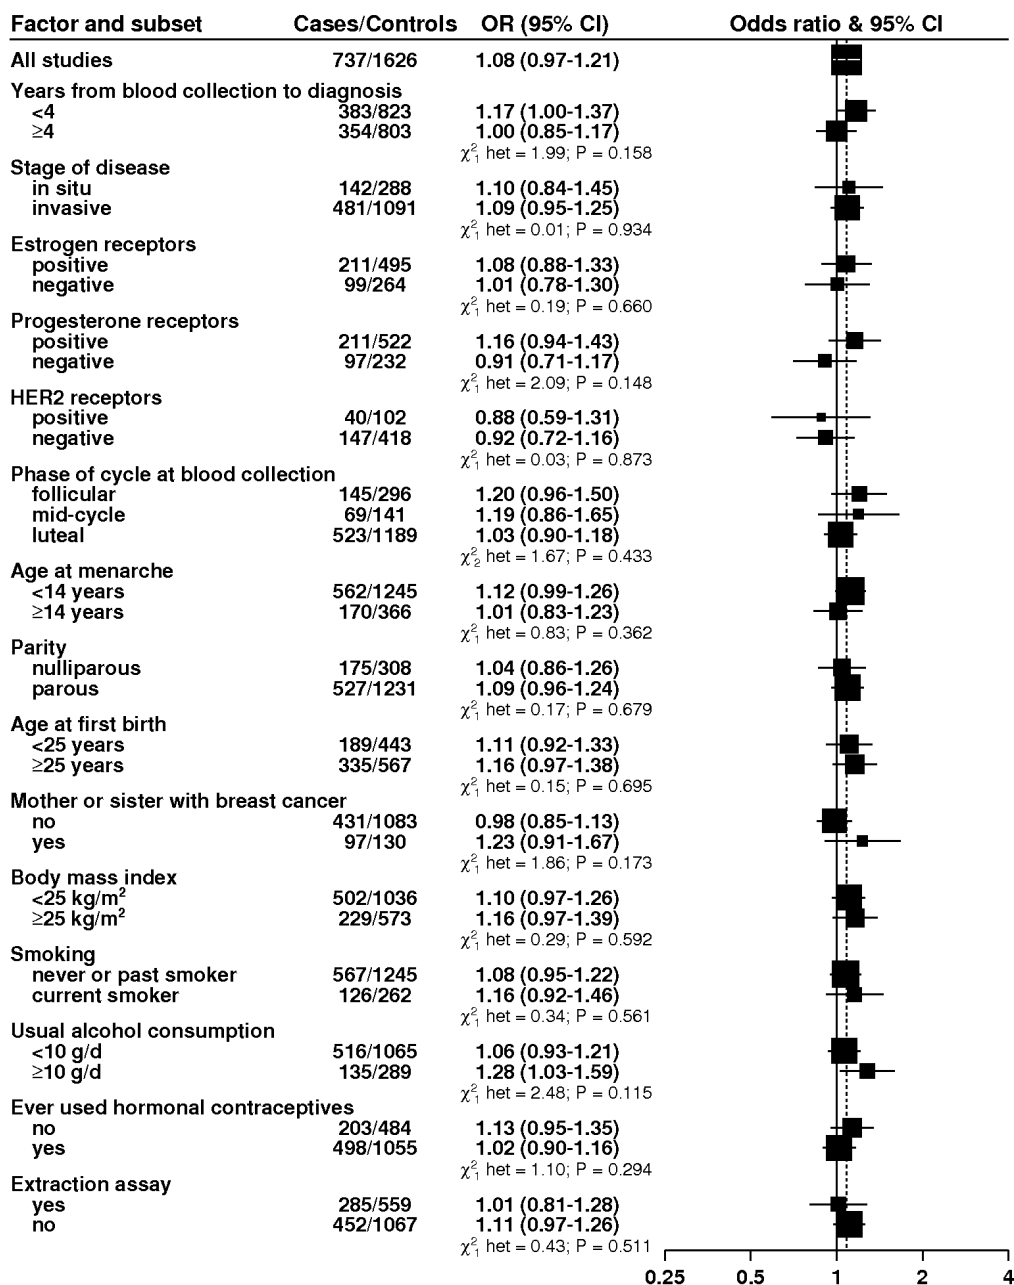 Factor and subset Cases/Controls OR (95% CI) Odds ratio & 95% CI
All studies 737/1626 1.08 (0.97-1.21)
Years from blood collection to diagnosis
<4 383/823 1.17 (1.00-1.37)
≥4 354/803 1.00 (0.85-1.17)
χ²₁ het = 1.99; P = 0.158
Stage of disease
in situ 142/288 1.10 (0.84-1.45)
invasive 481/1091 1.09 (0.95-1.25)
χ²₁ het = 0.01; P = 0.934
Estrogen receptors
positive 211/495 1.08 (0.88-1.33)
negative 99/264 1.01 (0.78-1.30)
χ²₁ het = 0.19; P = 0.660
Progesterone receptors
positive 211/522 1.16 (0.94-1.43)
negative 97/232 0.91 (0.71-1.17)
χ²₁ het = 2.09; P = 0.148
HER2 receptors
positive 40/102 0.88 (0.59-1.31)
negative 147/418 0.92 (0.72-1.16)
χ²₁ het = 0.03; P = 0.873
Phase of cycle at blood collection
follicular 145/296 1.20 (0.96-1.50)
mid-cycle 69/141 1.19 (0.86-1.65)
luteal 523/1189 1.03 (0.90-1.18)
χ²₂ het = 1.67; P = 0.433
Age at menarche
<14 years 562/1245 1.12 (0.99-1.26)
≥14 years 170/366 1.01 (0.83-1.23)
χ²₁ het = 0.83; P = 0.362
Parity
nulliparous 175/308 1.04 (0.86-1.26)
parous 527/1231 1.09 (0.96-1.24)
χ²₁ het = 0.17; P = 0.679
Age at first birth
<25 years 189/443 1.11 (0.92-1.33)
≥25 years 335/567 1.16 (0.97-1.38)
χ²₁ het = 0.15; P = 0.695
Mother or sister with breast cancer
no 431/1083 0.98 (0.85-1.13)
yes 97/130 1.23 (0.91-1.67)
χ²₁ het = 1.86; P = 0.173
Body mass index
<25 kg/m² 502/1036 1.10 (0.97-1.26)
≥25 kg/m² 229/573 1.16 (0.97-1.39)
χ²₁ het = 0.29; P = 0.592
Smoking
never or past smoker 567/1245 1.08 (0.95-1.22)
current smoker 126/262 1.16 (0.92-1.46)
χ²₁ het = 0.34; P = 0.561
Usual alcohol consumption
<10 g/d 516/1065 1.06 (0.93-1.21)
≥10 g/d 135/289 1.28 (1.03-1.59)
χ²₁ het = 2.48; P = 0.115
Ever used hormonal contraceptives
no 203/484 1.13 (0.95-1.35)
yes 498/1055 1.02 (0.90-1.16)
χ²₁ het = 1.10; P = 0.294
Extraction assay
yes 285/559 1.01 (0.81-1.28)
no 452/1067 1.11 (0.97-1.26)
χ²₁ het = 0.43; P = 0.511
0.25 0.5 1 2 4